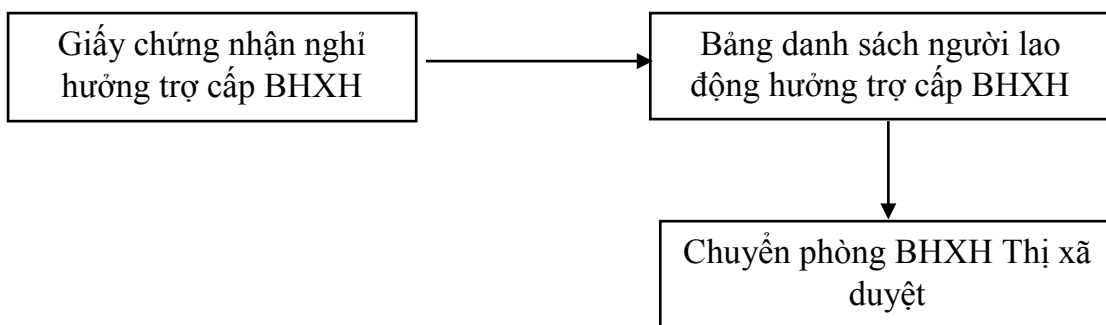 Giấy chứng nhận nghỉ
hưởng trợ cấp BHXH
Bảng danh sách người lao
động hưởng trợ cấp BHXH
Chuyển phòng BHXH Thị xã
duyệt